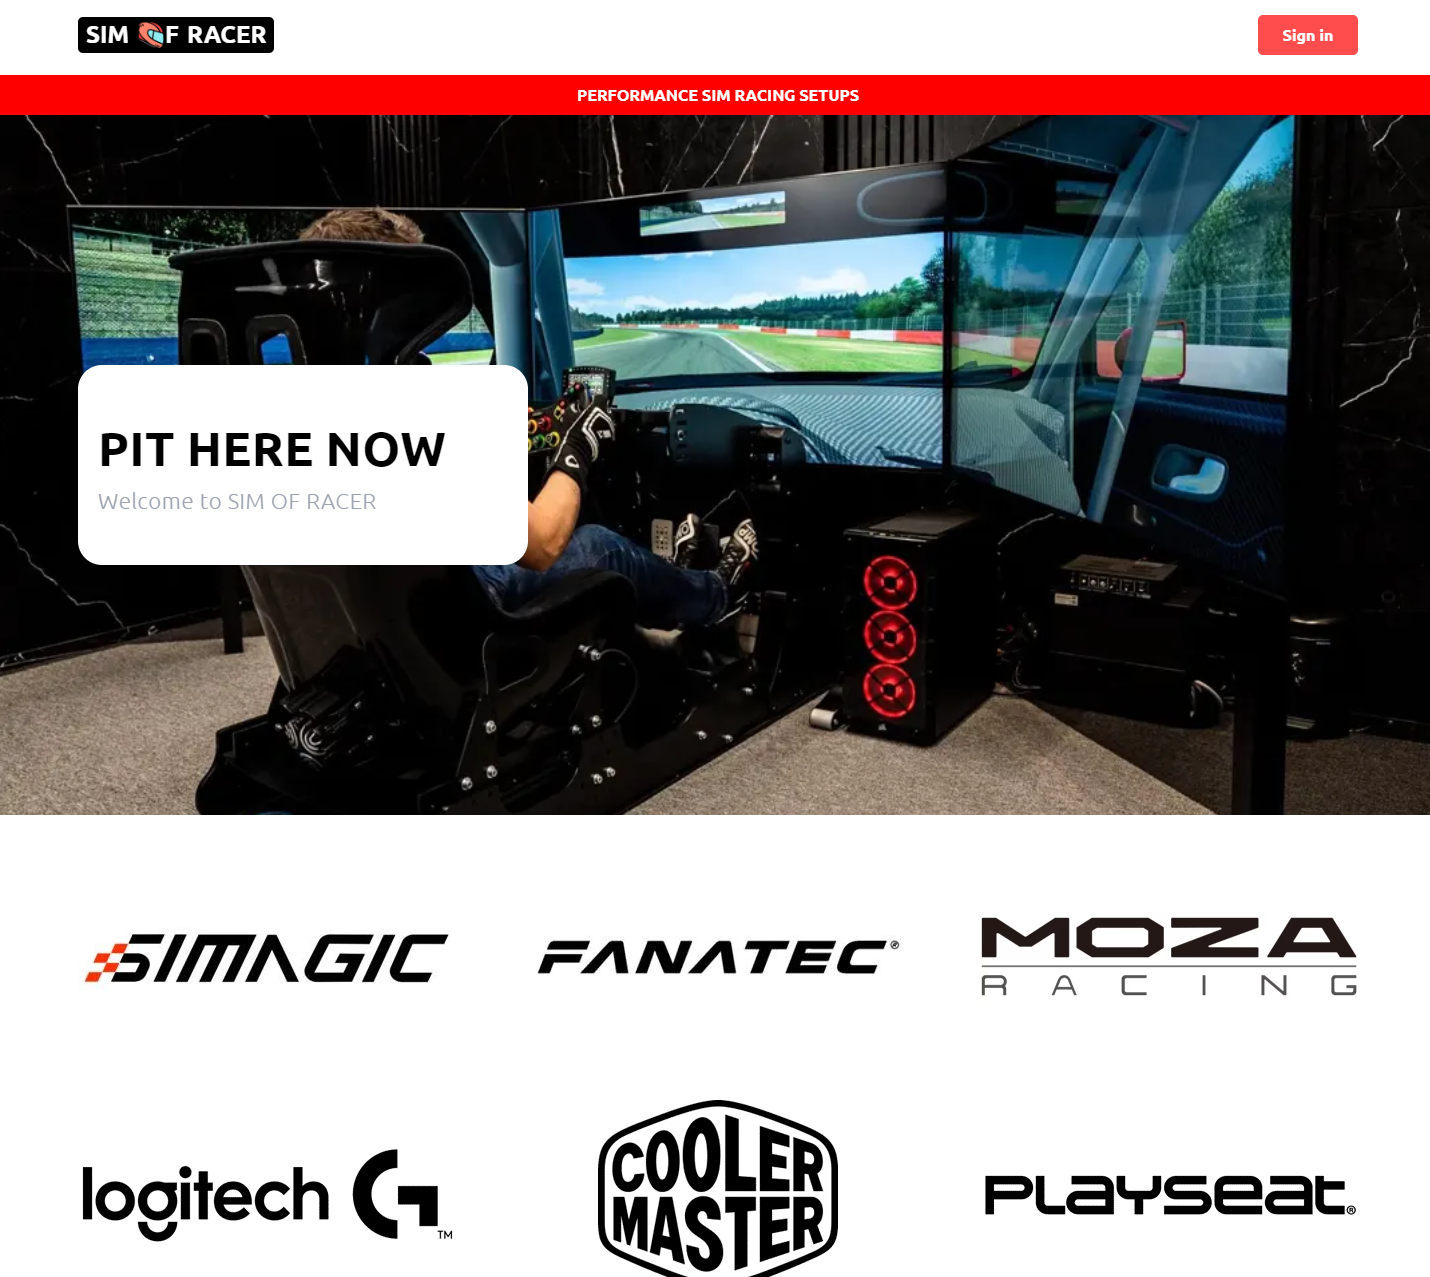 SIM OF RACER
Sign in
PERFORMANCE SIM RACING SETUPS
PIT HERE NOW
Welcome to SIM OF RACER
SIMAGIC
FANATEC®
MOZA
RACING
logitech G™
COOLER
MASTER
PLAYSEAT®